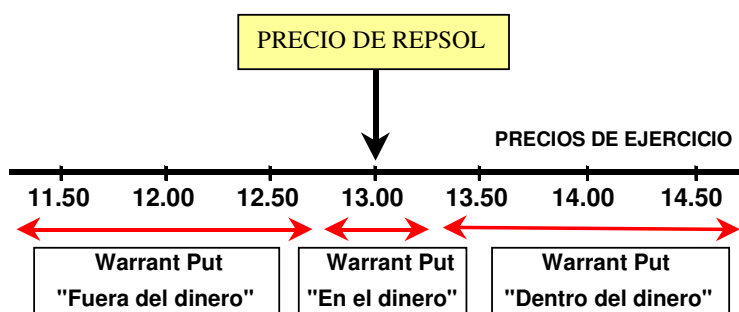 PRECIO DE REPSOL
PRECIOS DE EJERCICIO
11.50 12.00 12.50 13.00 13.50 14.00 14.50
Warrant Put
"Fuera del dinero"
Warrant Put
"En el dinero"
Warrant Put
"Dentro del dinero"